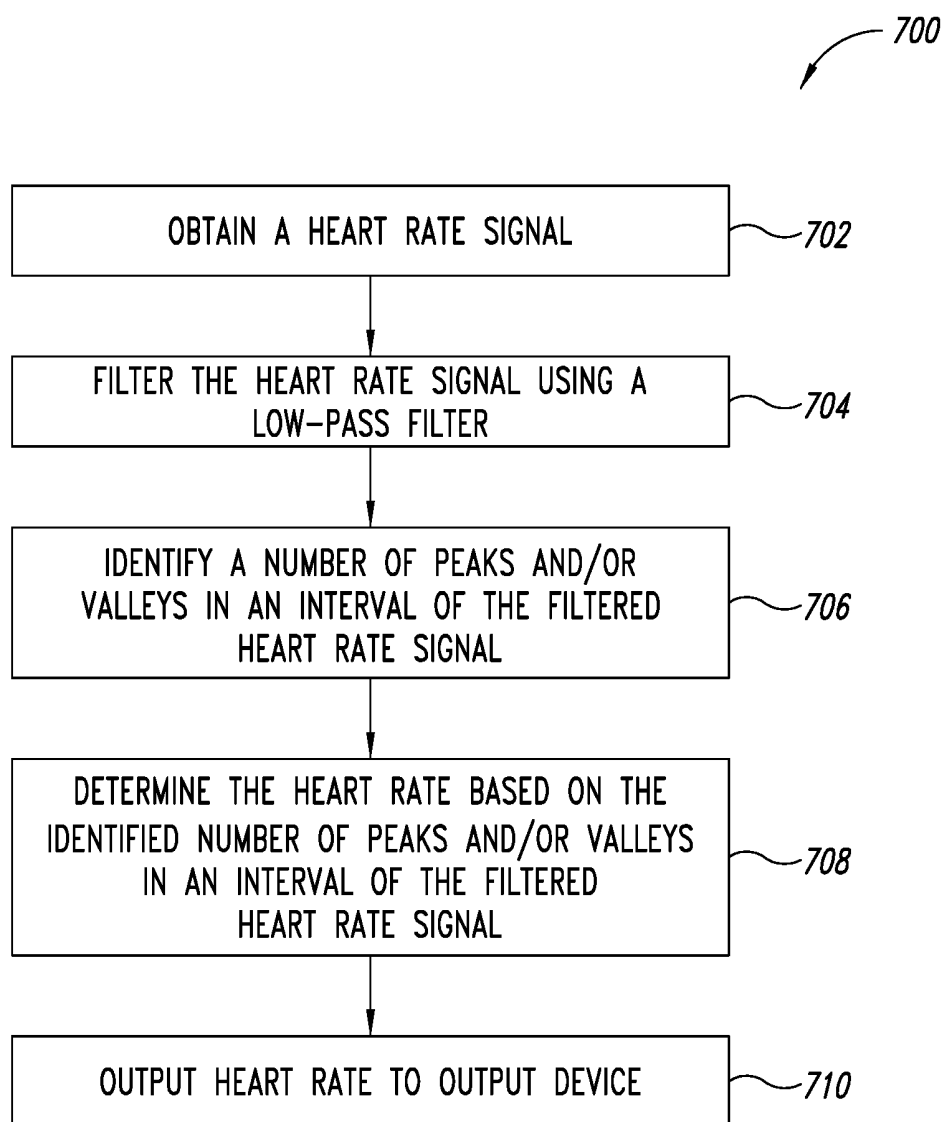 700
OBTAIN A HEART RATE SIGNAL
702
FILTER THE HEART RATE SIGNAL USING A
LOW-PASS FILTER
704
IDENTIFY A NUMBER OF PEAKS AND/OR
VALLEYS IN AN INTERVAL OF THE FILTERED
HEART RATE SIGNAL
706
DETERMINE THE HEART RATE BASED ON THE
IDENTIFIED NUMBER OF PEAKS AND/OR VALLEYS
IN AN INTERVAL OF THE FILTERED
HEART RATE SIGNAL
708
OUTPUT HEART RATE TO OUTPUT DEVICE
710